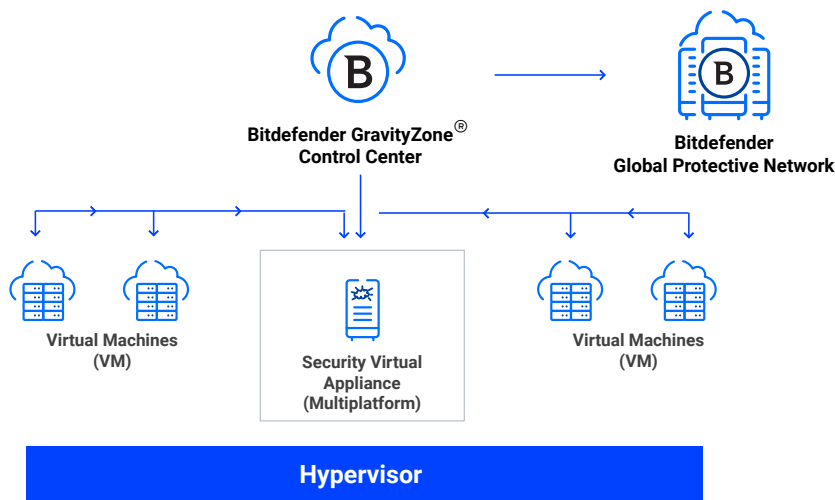 B
B
Bitdefender GravityZone®
Control Center
Bitdefender
Global Protective Network
Virtual Machines
(VM)
Security Virtual
Appliance
(Multiplatform)
Virtual Machines
(VM)
Hypervisor